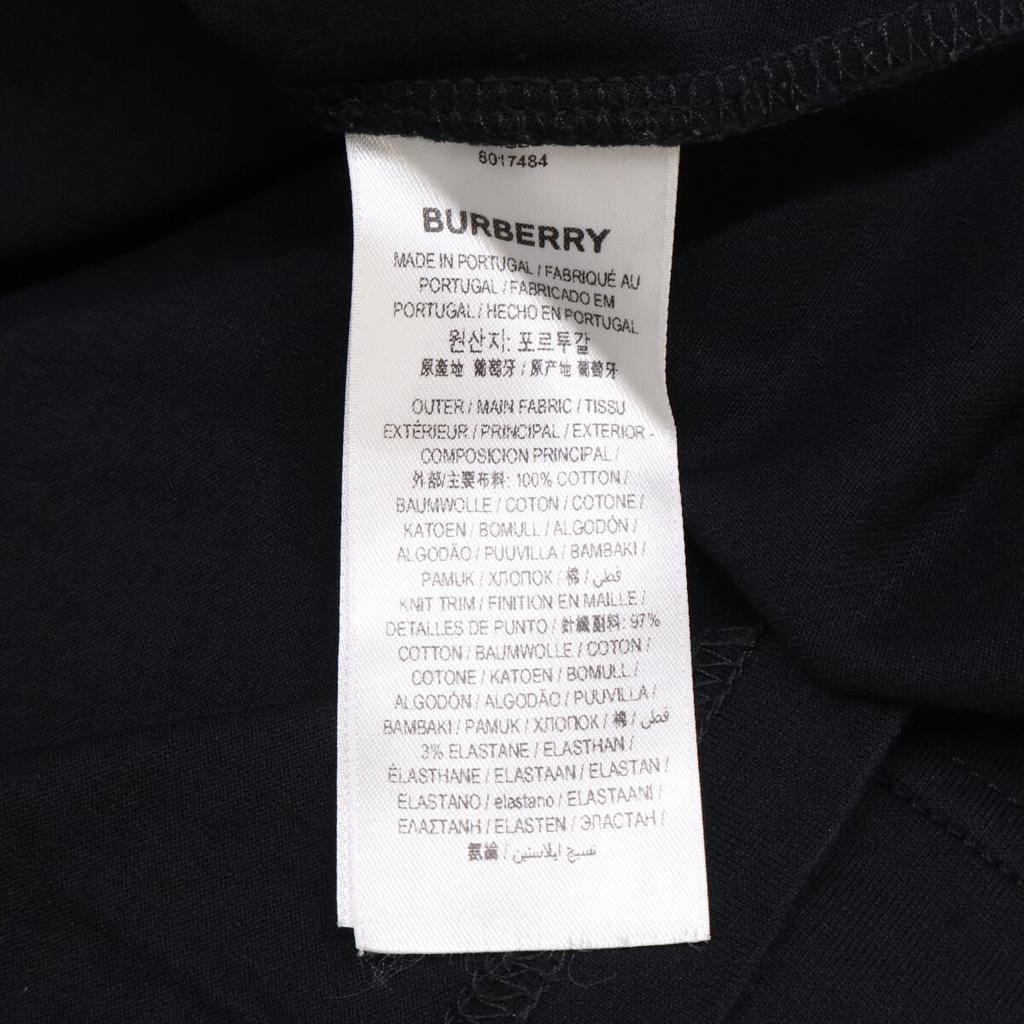 8017484
BURBERRY
MADE IN PORTUGAL / FABRIQUÉ AU
PORTUGAL / FABRICADO EM
PORTUGAL / HECHO EN PORTUGAL
원산지: 포르투갈
原產地 葡萄牙 / 原产地 葡萄牙
OUTER / MAIN FABRIC / TISSU
EXTÉRIEUR / PRINCIPAL / EXTERIOR -
COMPOSICION PRINCIPAL /
外部/主要布料: 100% COTTON /
BAUMWOLLE / COTON / COTONE /
KATOEN / BOMULL / ALGODÓN /
ALGODÃO / PUUVILLA / BAMBAKI /
PAMUK / ХЛОПОК / 棉 / قطن
KNIT TRIM / FINITION EN MAILLE /
DETALLES DE PUNTO / 針織副料: 97%
COTTON / BAUMWOLLE / COTON /
COTONE / KATOEN / BOMULL /
ALGODÓN / ALGODÃO / PUUVILLA /
BAMBAKI / PAMUK / ХЛОПОК / 棉 / قطن
3% ELASTANE / ELASTHAN /
ÉLASTHANE / ELASTAAN / ELASTAN /
ELASTANO / elastano / ELASTAANI /
ΕΛΑΣΤΑΝΗ / ELASTEN / ЭЛАСТАН /
نسيج ايلاستين /